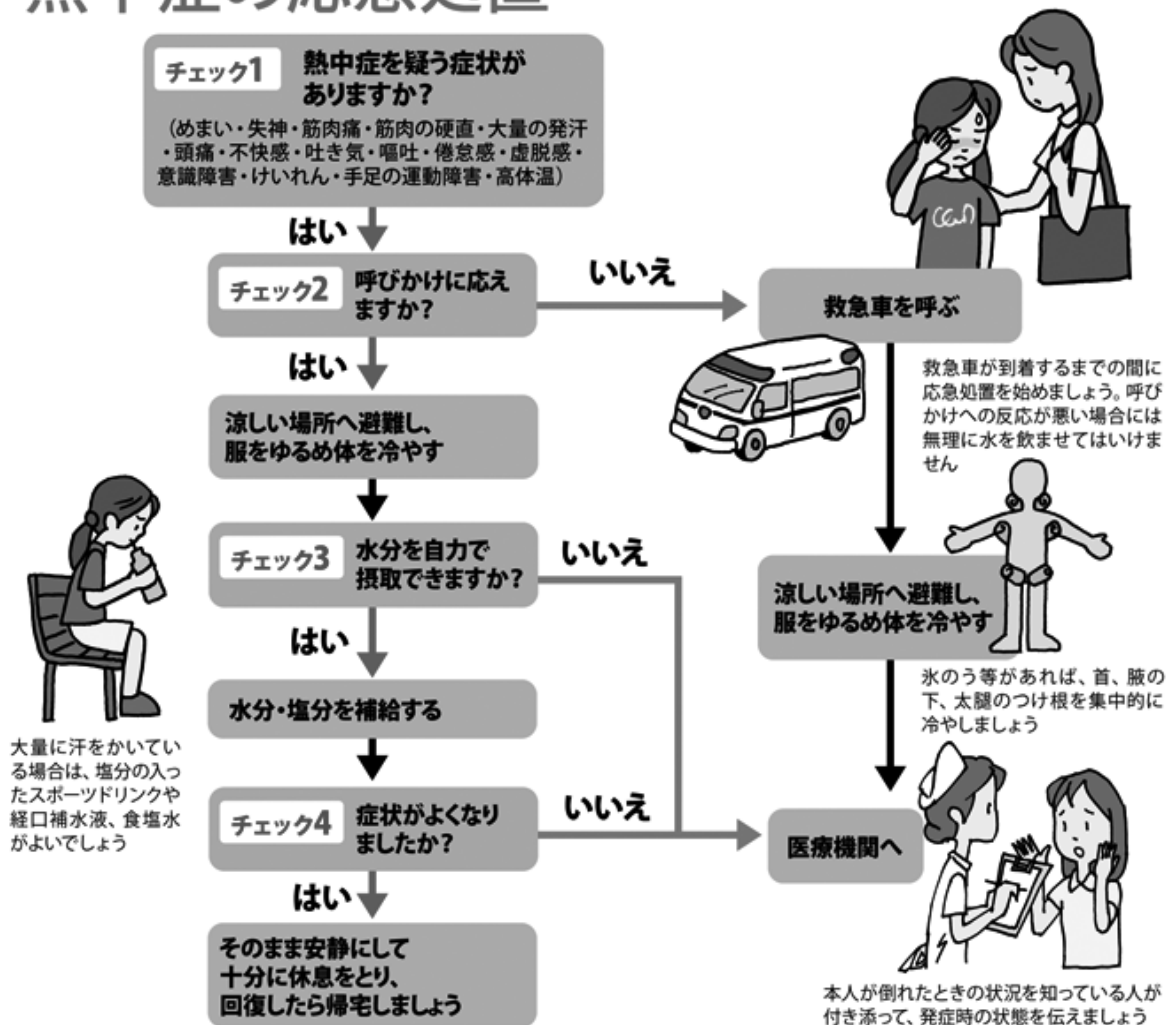 熱中症の応急処置
チェック1
熱中症を疑う症状が
ありますか?
(めまい・失神・筋肉痛・筋肉の硬直・大量の発汗
・頭痛・不快感・吐き気・嘔吐・倦怠感・虚脱感・
意識障害・けいれん・手足の運動障害・高体温)
はい
チェック2
呼びかけに応え
ますか?
いいえ
救急車を呼ぶ
救急車が到着するまでの間に
応急処置を始めましょう。呼び
かけへの反応が悪い場合には
無理に水を飲ませてはいけま
せん
はい
涼しい場所へ避難し、
服をゆるめ体を冷やす
チェック3
水分を自力で
摂取できますか?
いいえ
涼しい場所へ避難し、
服をゆるめ体を冷やす
氷のう等があれば、首、腋の
下、太腿のつけ根を集中的に
冷やしましょう
はい
水分・塩分を補給する
大量に汗をかいてい
る場合は、塩分の入っ
たスポーツドリンクや
経口補水液、食塩水
がよいでしょう
チェック4
症状がよくなり
ましたか?
いいえ
医療機関へ
はい
そのまま安静にして
十分に休息をとり、
回復したら帰宅しましょう
本人が倒れたときの状況を知っている人が
付き添って、発症時の状態を伝えましょう